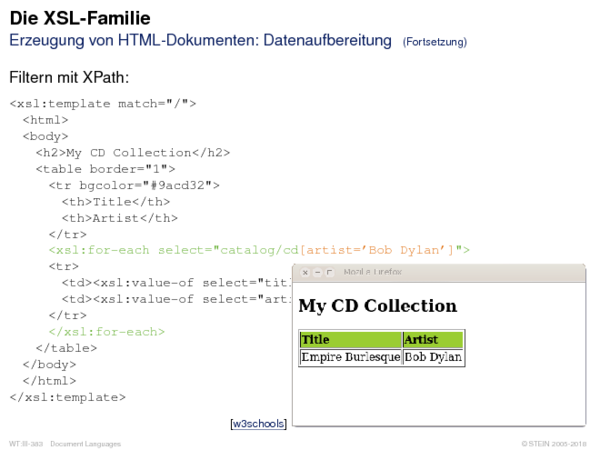 Die XSL-Familie
Erzeugung von HTML-Dokumenten: Datenaufbereitung (Fortsetzung)
Filtern mit XPath:
<xsl:template match="/">
<html>
<body>
<h2>My CD Collection</h2>
<table border="1">
<tr bgcolor="#9acd32">
<th>Title</th>
<th>Artist</th>
</tr>
<xsl:for-each select="catalog/cd[artist=’Bob Dylan’]">
<tr>
<td><xsl:value-of select="titl
<td><xsl:value-of select="arti
</tr>
</xsl:for-each>
</table>
</body>
</html>
</xsl:template>
Mozilla Firefox
My CD Collection
Title Artist
Empire Burlesque Bob Dylan
[w3schools]
WT:III-383 Document Languages © STEIN 2005-2018